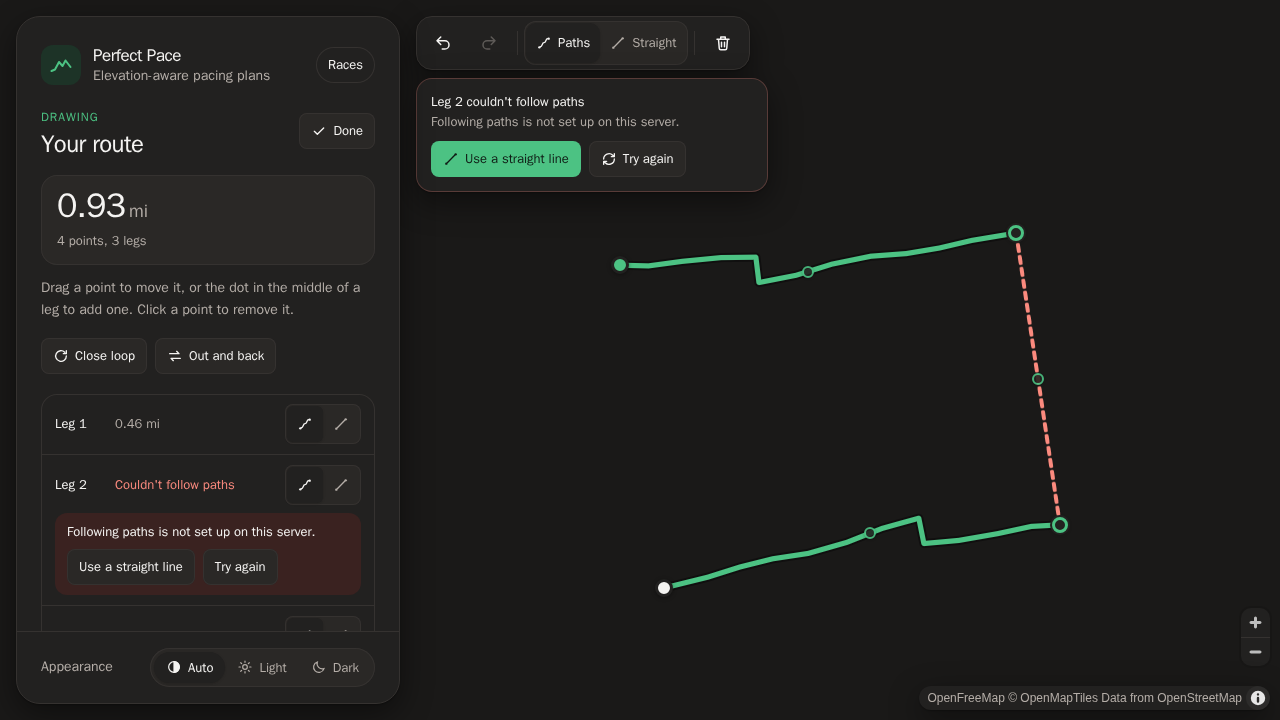 Perfect Pace
Elevation-aware pacing plans
Races
DRAWING
Your route
Done
0.93 mi
4 points, 3 legs
Drag a point to move it, or the dot in the middle of a
leg to add one. Click a point to remove it.
Close loop
Out and back
Leg 1
0.46 mi
Leg 2
Couldn't follow paths
Following paths is not set up on this server.
Use a straight line
Try again
Appearance
Auto
Light
Dark
Paths
Straight
Leg 2 couldn't follow paths
Following paths is not set up on this server.
Use a straight line
Try again
OpenFreeMap © OpenMapTiles Data from OpenStreetMap